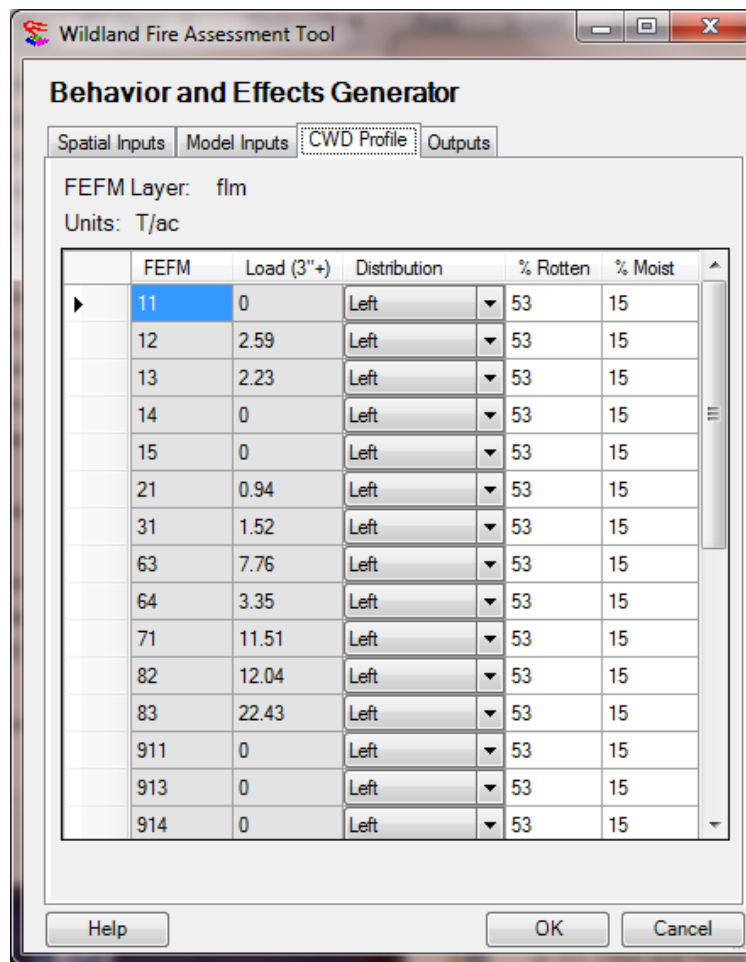 Wildland Fire Assessment Tool
Behavior and Effects Generator
Spatial Inputs Model Inputs CWD Profile Outputs
FEFM Layer: flm
Units: T/ac
FEFM Load (3"+) Distribution % Rotten % Moist
11 0 Left 53 15
12 2.59 Left 53 15
13 2.23 Left 53 15
14 0 Left 53 15
15 0 Left 53 15
21 0.94 Left 53 15
31 1.52 Left 53 15
63 7.76 Left 53 15
64 3.35 Left 53 15
71 11.51 Left 53 15
82 12.04 Left 53 15
83 22.43 Left 53 15
911 0 Left 53 15
913 0 Left 53 15
914 0 Left 53 15
Help OK Cancel